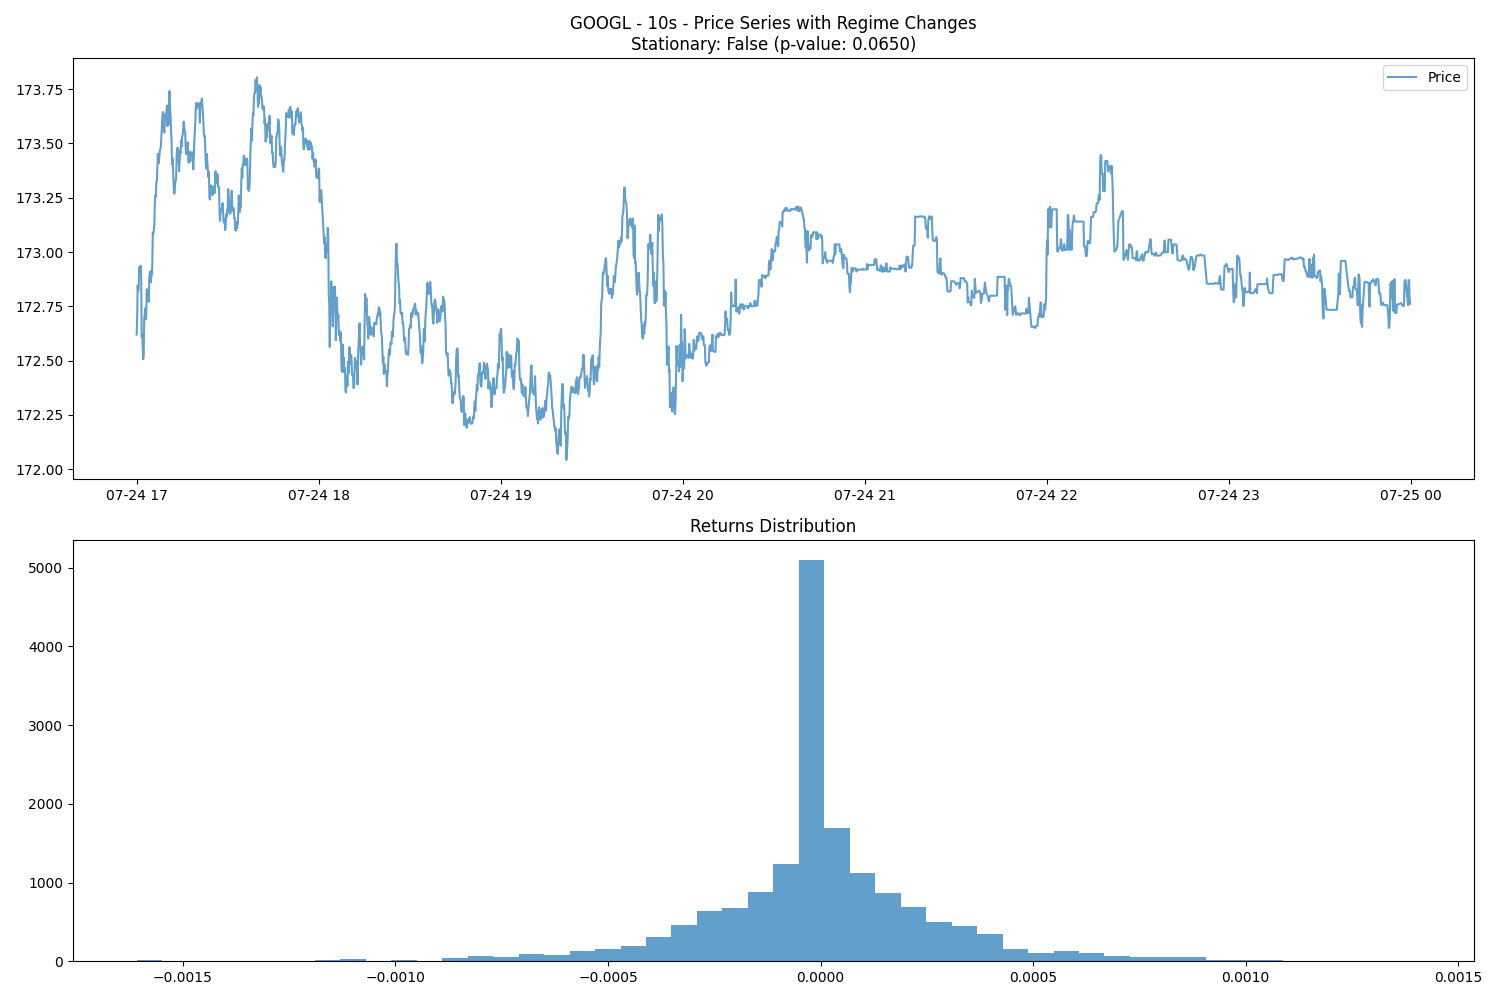 GOOGL - 10s - Price Series with Regime Changes
Stationary: False (p-value: 0.0650)
Price
173.75
173.50
173.25
173.00
172.75
172.50
172.25
172.00
07-24 17 07-24 18 07-24 19 07-24 20 07-24 21 07-24 22 07-24 23 07-25 00
Returns Distribution
5000
4000
3000
2000
1000
0
−0.0015 −0.0010 −0.0005 0.0000 0.0005 0.0010 0.0015